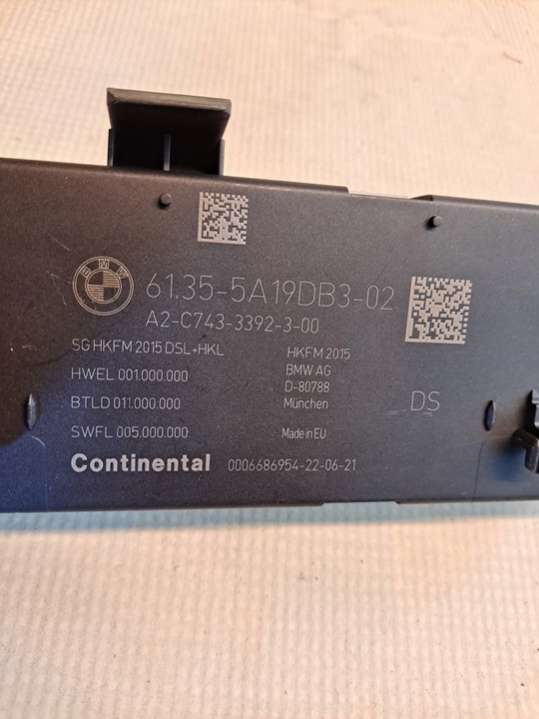 BMW
61.35-5A19DB3-02
A2-C743-3392-3-00
SG HKFM 2015 DSL+HKL
HWEL 001.000.000
BTLD 011.000.000
SWFL 005.000.000
HKFM 2015
BMW AG
D-80788
München
Made in EU
DS
Continental 0006686954-22-06-21